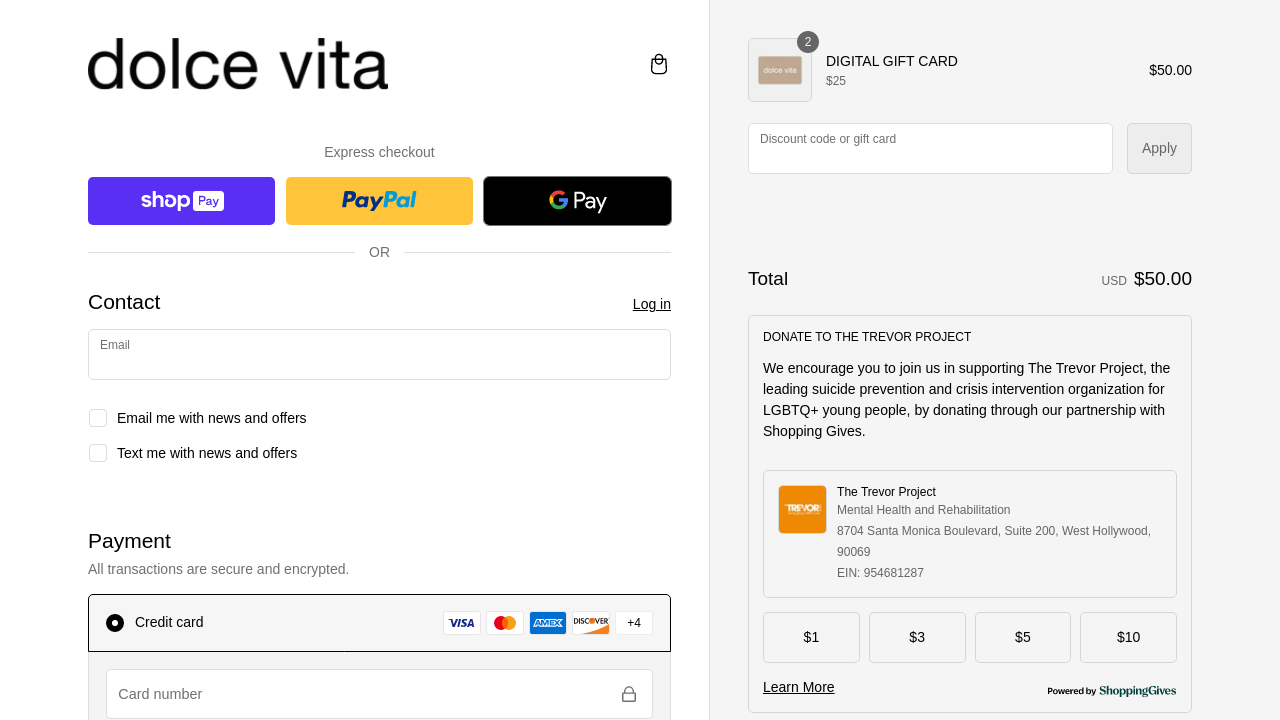 dolce vita
Express checkout
shop Pay
PayPal
G Pay
OR
Contact
Log in
Email
Email me with news and offers
Text me with news and offers
Payment
All transactions are secure and encrypted.
Credit card
VISA
AMEX
DISCOVER
+4
Card number
dolce vita
2
DIGITAL GIFT CARD
$25
$50.00
Discount code or gift card
Apply
Total
USD $50.00
DONATE TO THE TREVOR PROJECT
We encourage you to join us in supporting The Trevor Project, the
leading suicide prevention and crisis intervention organization for
LGBTQ+ young people, by donating through our partnership with
Shopping Gives.
TREVOR
The Trevor Project
Mental Health and Rehabilitation
8704 Santa Monica Boulevard, Suite 200, West Hollywood,
90069
EIN: 954681287
$1
$3
$5
$10
Learn More
Powered by ShoppingGives